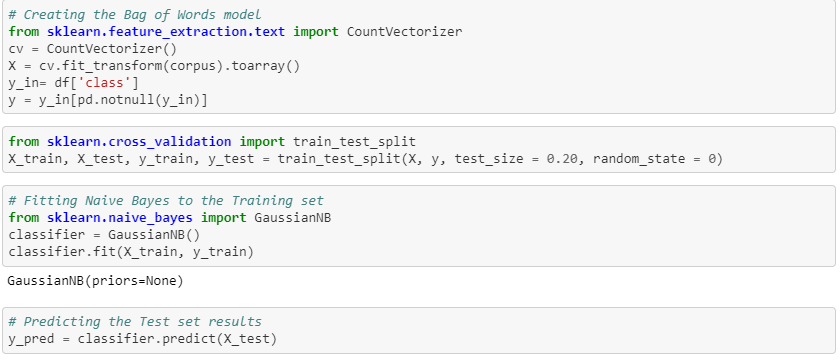 # Creating the Bag of Words model
from sklearn.feature_extraction.text import CountVectorizer
cv = CountVectorizer()
X = cv.fit_transform(corpus).toarray()
y_in= df['class']
y = y_in[pd.notnull(y_in)]
from sklearn.cross_validation import train_test_split
X_train, X_test, y_train, y_test = train_test_split(X, y, test_size = 0.20, random_state = 0)
# Fitting Naive Bayes to the Training set
from sklearn.naive_bayes import GaussianNB
classifier = GaussianNB()
classifier.fit(X_train, y_train)
GaussianNB(priors=None)
# Predicting the Test set results
y_pred = classifier.predict(X_test)